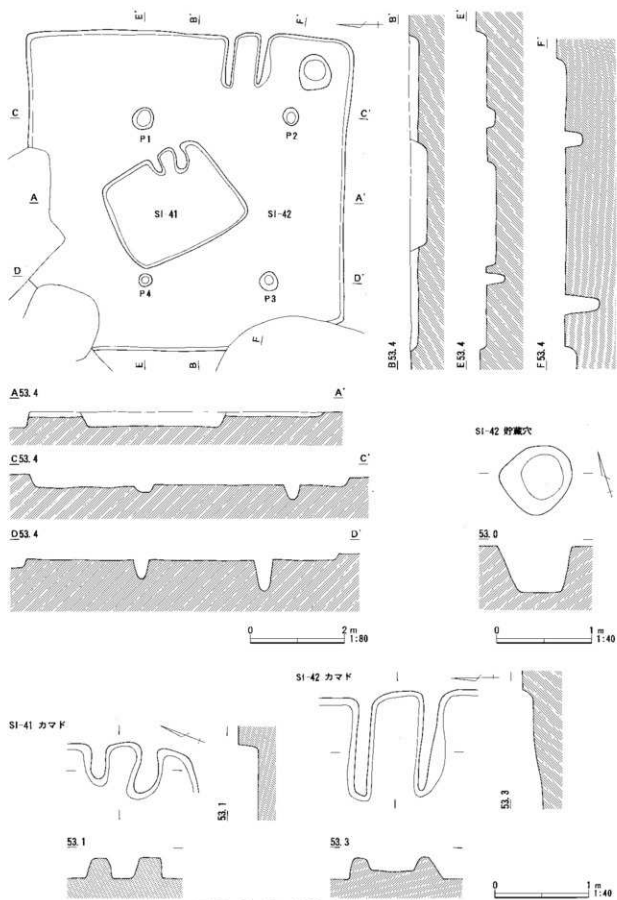 E' B' F'
C C'
P1 P2
A A'
SI-41 SI-42
D D'
P4 P3
F
E B
B' E' F'
B53.4 E53.4 F53.4
A53.4 A'
C53.4 C'
D53.4 D'
0 2 m
1:80
SI-42 貯蔵穴
53.0
0 1 m
1:40
SI-41 カマド
53.1
53.1
SI-42 カマド
53.3
53.3
0 1 m
1:40